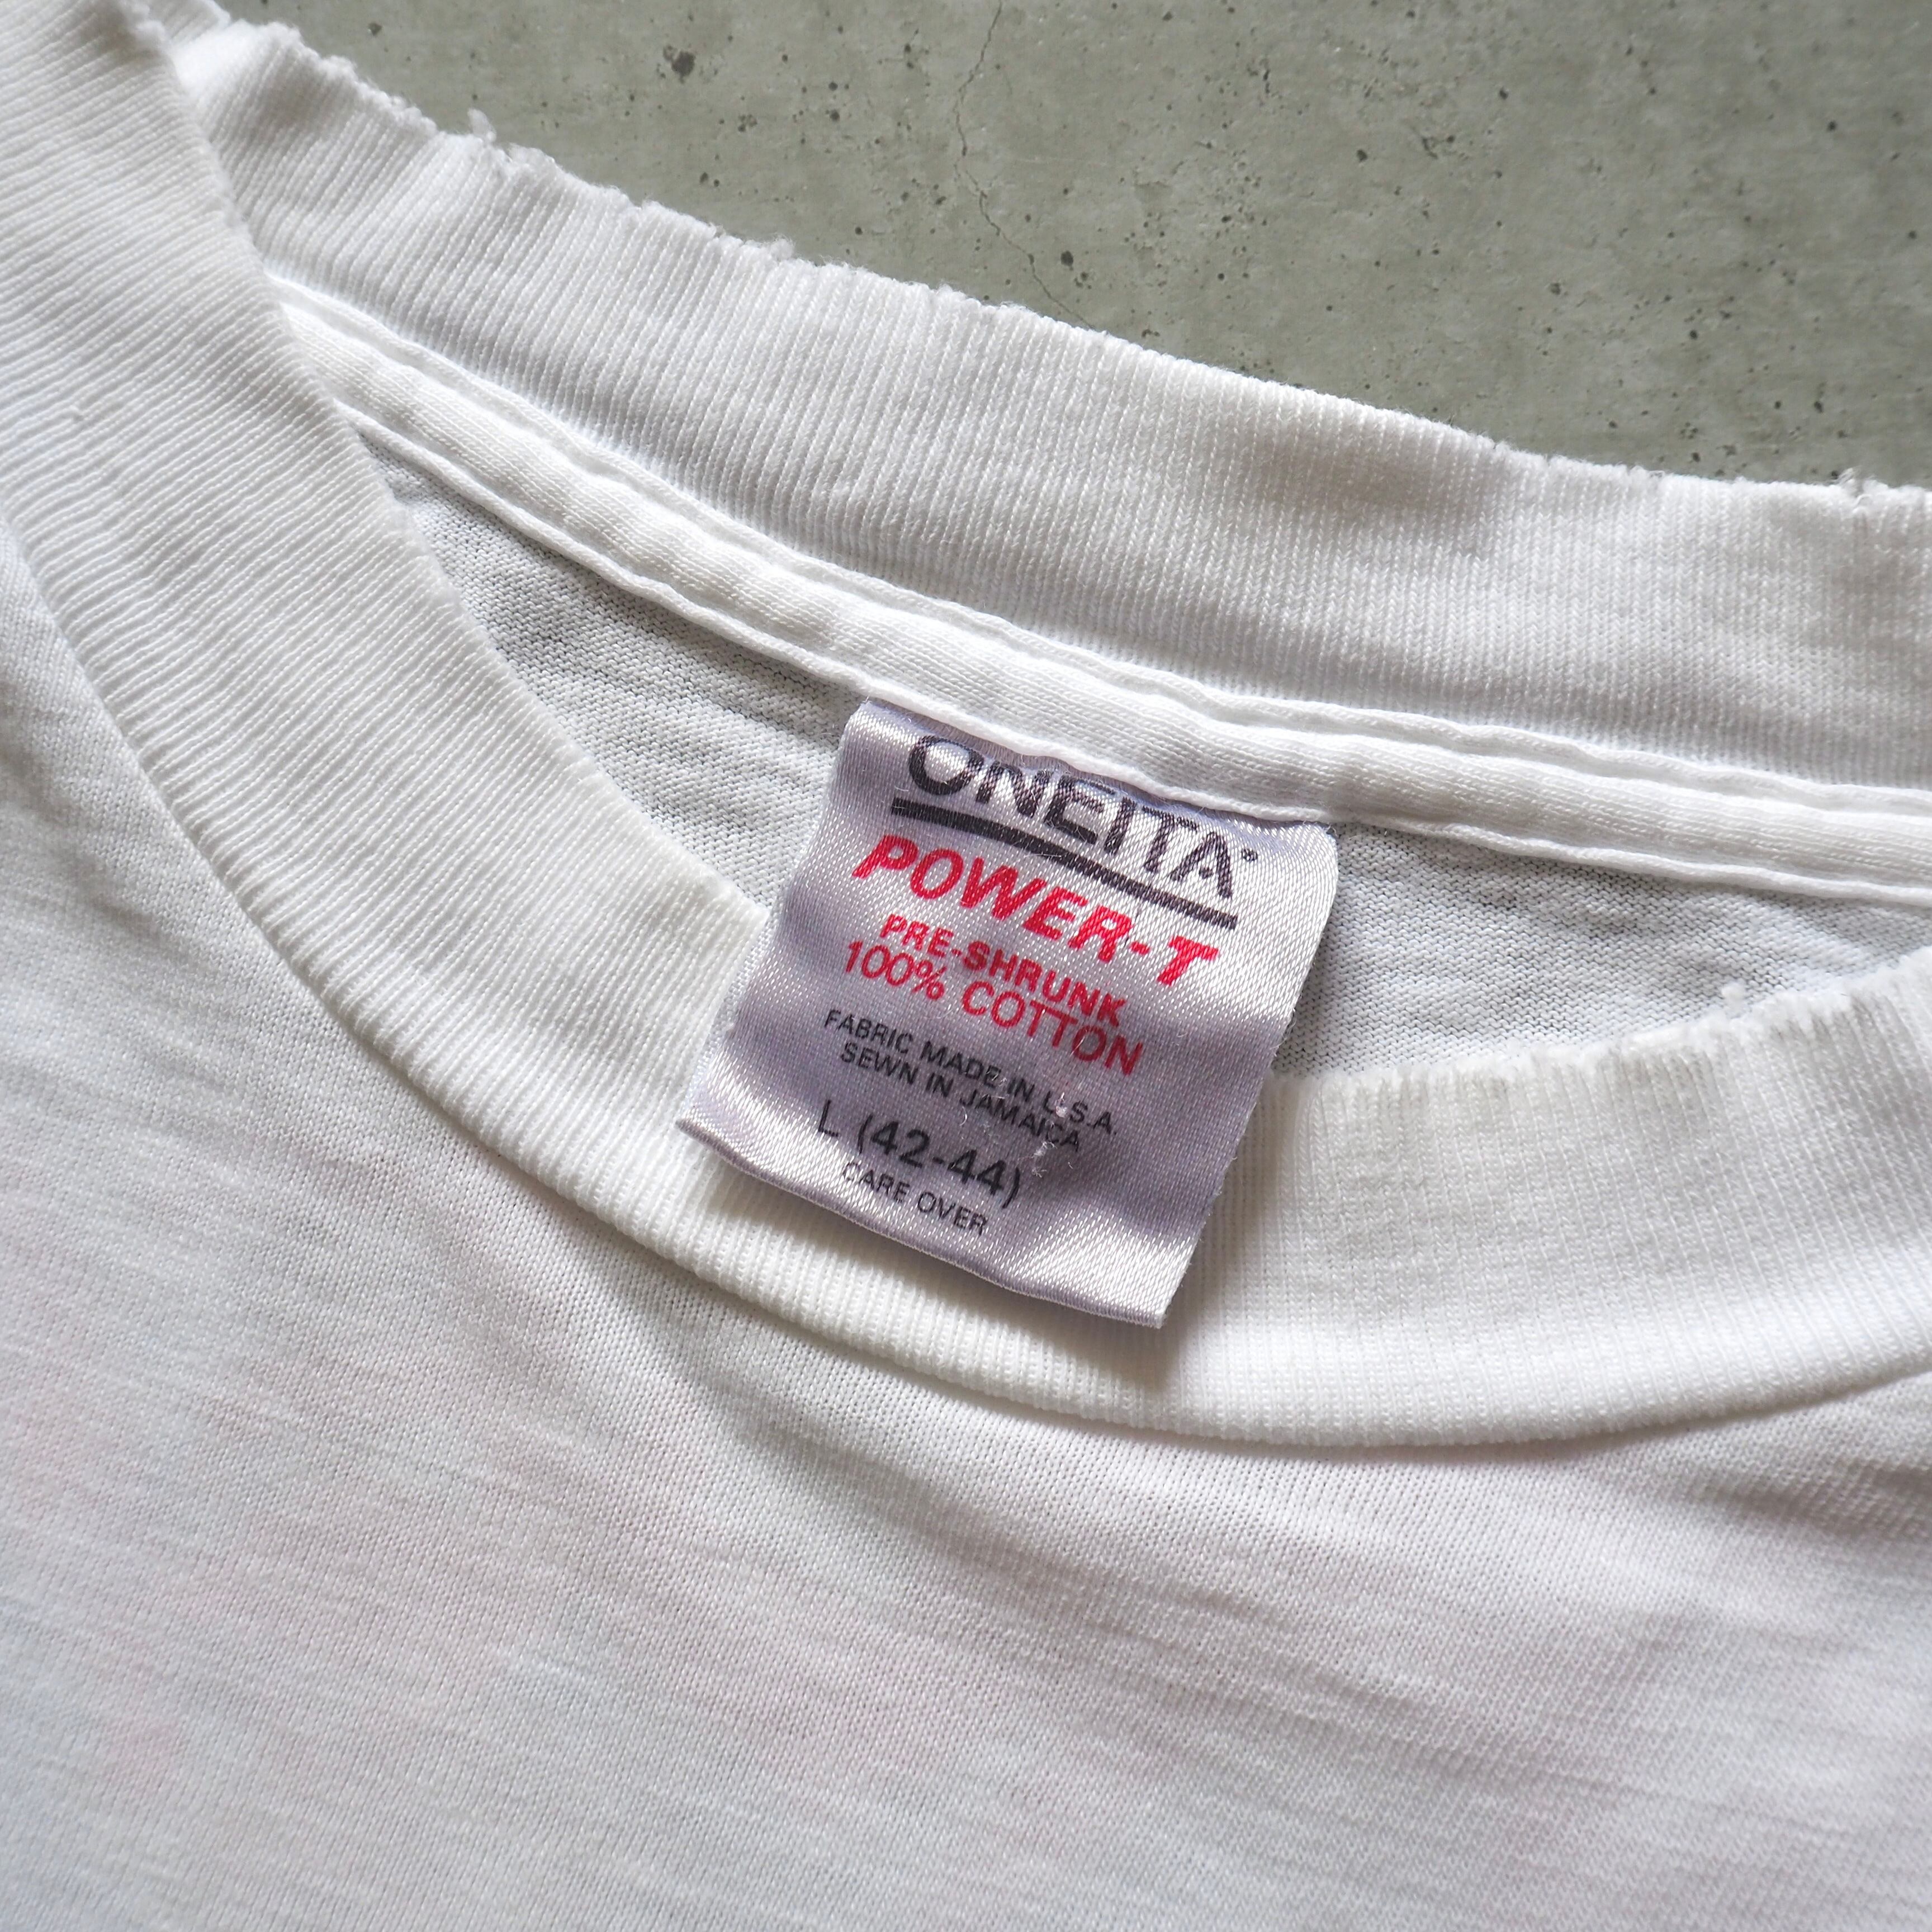 ONEITA®
POWER-T
PRE-SHRUNK
100% COTTON
FABRIC MADE IN U.S.A.
SEWN IN JAMAICA
L (42-44)
CARE OVER